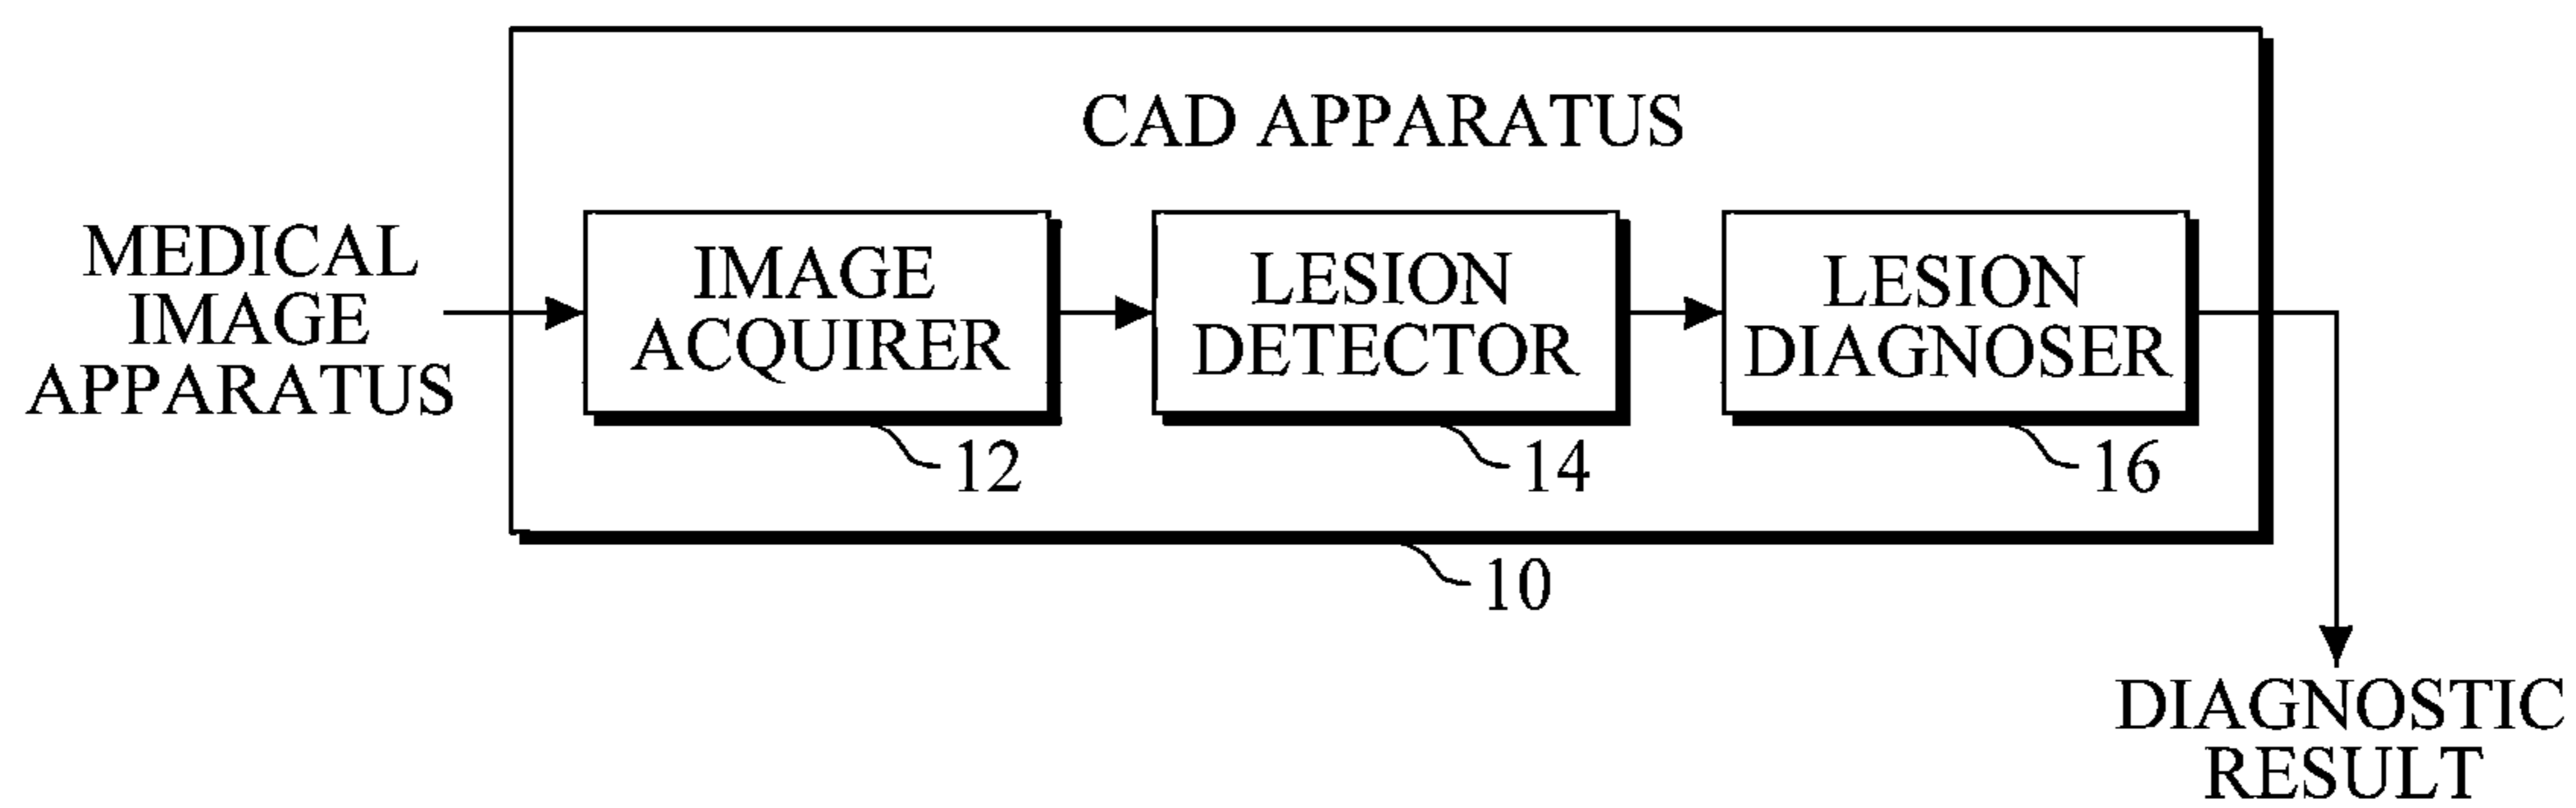 CAD APPARATUS
MEDICAL
IMAGE
APPARATUS
IMAGE
ACQUIRER
12
LESION
DETECTOR
14
LESION
DIAGNOSER
16
10
DIAGNOSTIC
RESULT